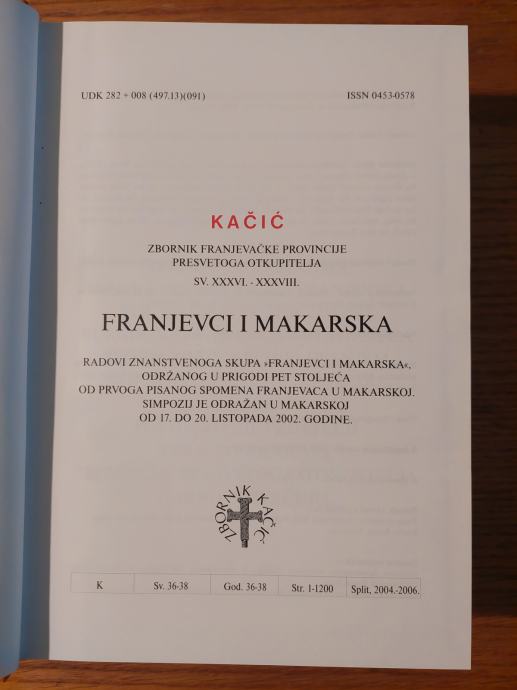 UDK 282 + 008 (497.13)(091) ISSN 0453-0578
KAČIĆ
ZBORNIK FRANJEVAČKE PROVINCIJE
PRESVETOGA OTKUPITELJA
SV. XXXVI. - XXXVIII.
FRANJEVCI I MAKARSKA
RADOVI ZNANSTVENOGA SKUPA »FRANJEVCI I MAKARSKA«,
ODRŽANOG U PRIGODI PET STOLJEĆA
OD PRVOGA PISANOG SPOMENA FRANJEVACA U MAKARSKOJ.
SIMPOZIJ JE ODRAŽAN U MAKARSKOJ
OD 17. DO 20. LISTOPADA 2002. GODINE.
ZBORNIK KAČIĆ
K Sv. 36-38 God. 36-38 Str. 1-1200 Split, 2004.-2006.